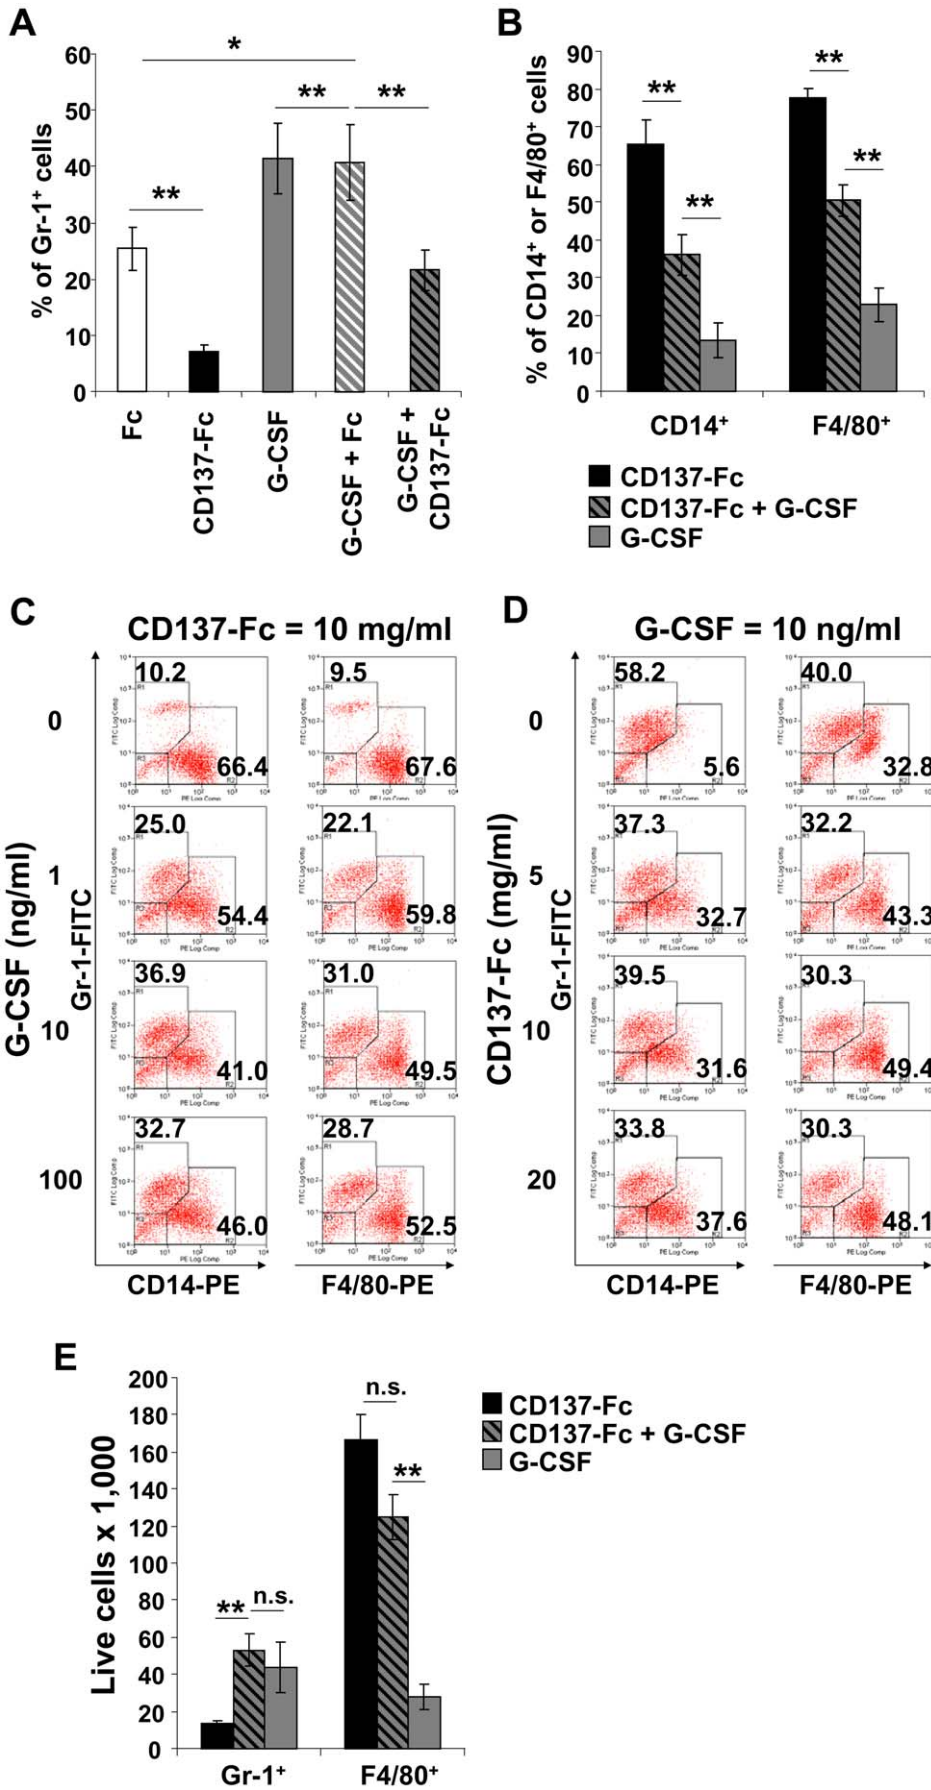 A
60
50
40
30
20
10
0
% of Gr-1⁺ cells
*
**
**
**
Fc
CD137-Fc
G-CSF
G-CSF + Fc
G-CSF +
CD137-Fc
B
90
80
70
60
50
40
30
20
10
0
% of CD14⁺ or F4/80⁺ cells
**
**
**
**
CD14⁺
F4/80⁺
CD137-Fc
CD137-Fc + G-CSF
G-CSF
C
CD137-Fc = 10 mg/ml
G-CSF (ng/ml)
Gr-1-FITC
0
10.2
66.4
9.5
67.6
1
25.0
54.4
22.1
59.8
10
36.9
41.0
31.0
49.5
100
32.7
46.0
28.7
52.5
CD14-PE
F4/80-PE
D
G-CSF = 10 ng/ml
CD137-Fc (mg/ml)
Gr-1-FITC
0
58.2
5.6
40.0
32.8
5
37.3
32.7
32.2
43.3
10
39.5
31.6
30.3
49.4
20
33.8
37.6
30.3
48.1
CD14-PE
F4/80-PE
E
200
180
160
140
120
100
80
60
40
20
0
Live cells x 1,000
**
n.s.
n.s.
**
Gr-1⁺
F4/80⁺
CD137-Fc
CD137-Fc + G-CSF
G-CSF